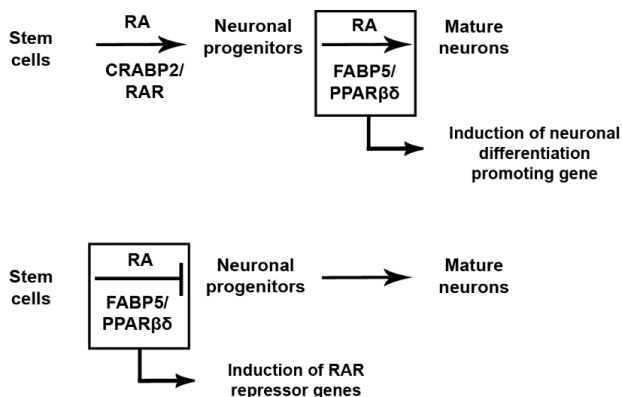 Stem
cells
RA
CRABP2/
RAR
Neuronal
progenitors
RA
FABP5/
PPARβδ
Mature
neurons
Induction of neuronal
differentiation
promoting gene
Stem
cells
RA
FABP5/
PPARβδ
Neuronal
progenitors
Mature
neurons
Induction of RAR
repressor genes